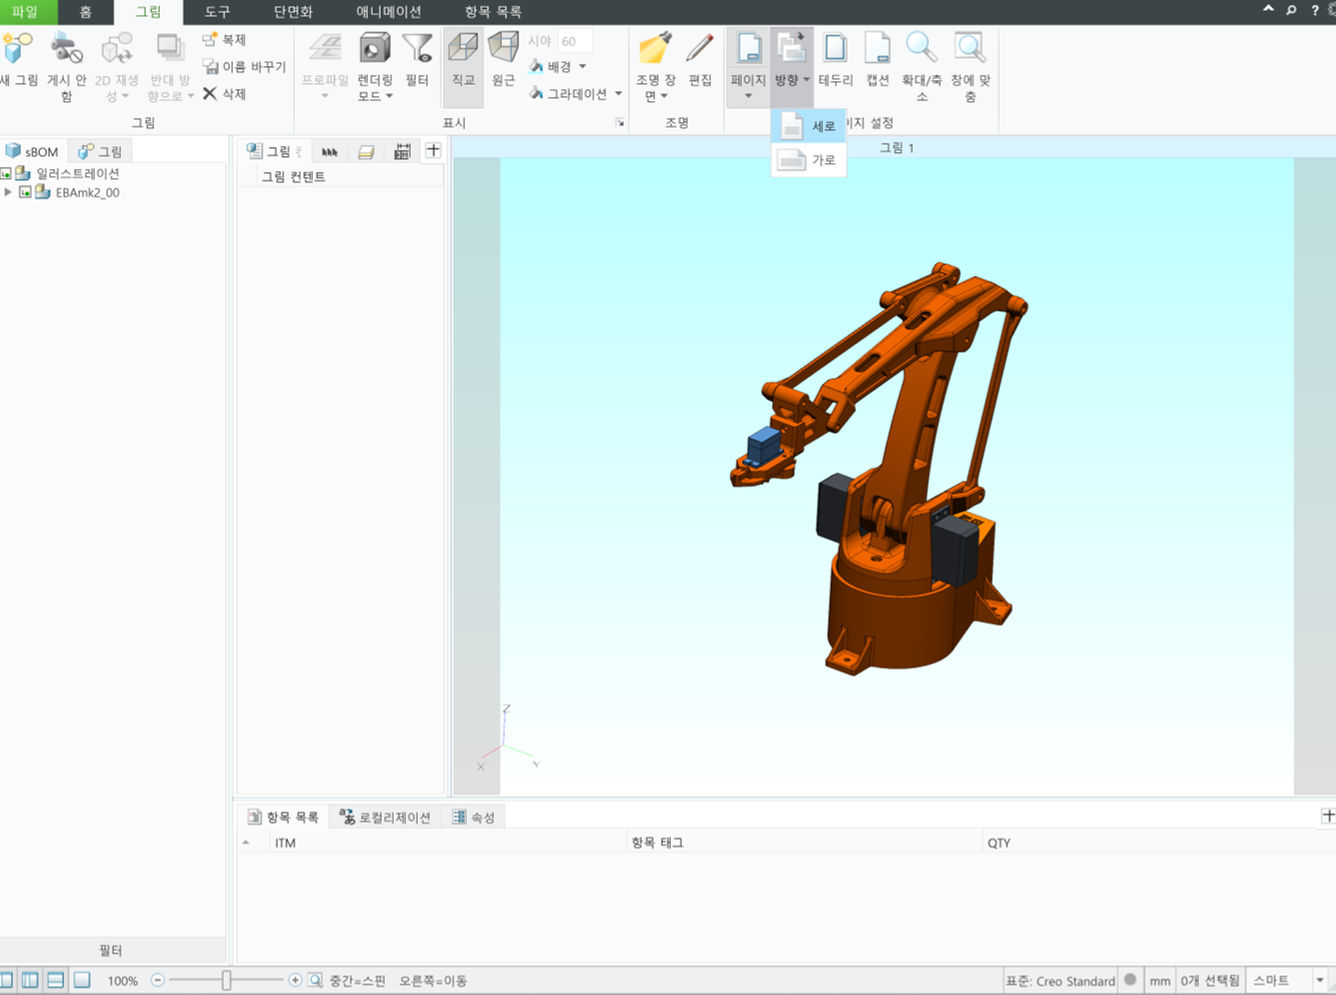 파일 홈 그림 도구 단면화 애니메이션 항목 목록
새 그림 게시 안 함 2D 재생성 반대 방향으로 복제 이름 바꾸기 삭제
그림
프로파일 렌더링 모드 필터 직교 원근 시야 60 배경 그라데이션
표시
조명 장면 편집
조명
페이지 방향 테두리 캡션 확대/축소 창에 맞춤
이지 설정
세로
가로
sBOM 그림
일러스트레이션
EBAmk2_00
그림
그림 컨텐트
그림 1
Z
X Y
항목 목록 로컬리제이션 속성
ITM 항목 태그 QTY
필터
100% 중간=스핀 오른쪽=이동 표준: Creo Standard mm 0개 선택됨 스마트